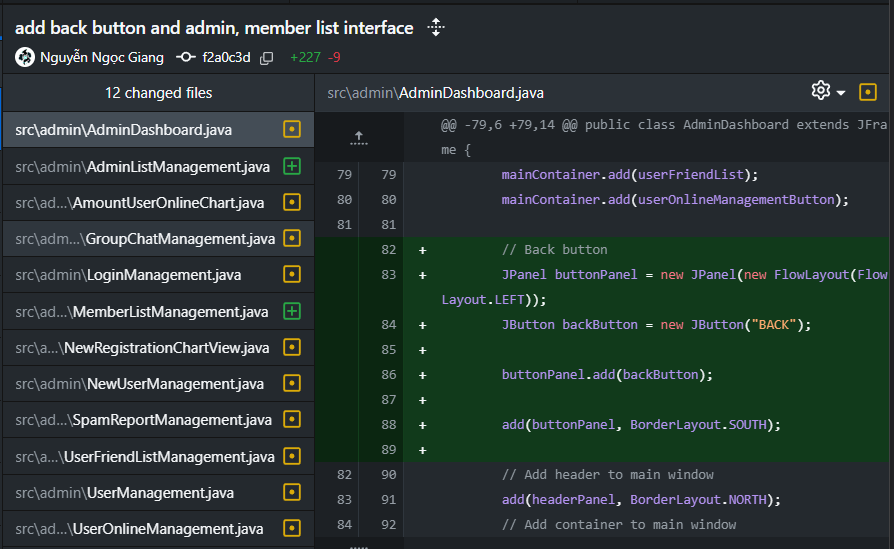 add back button and admin, member list interface
Nguyễn Ngọc Giang f2a0c3d +227 -9
12 changed files
src\admin\AdminDashboard.java
src\admin\AdminListManagement.java
src\ad...\AmountUserOnlineChart.java
src\adm...\GroupChatManagement.java
src\admin\LoginManagement.java
src\ad...\MemberListManagement.java
src\a...\NewRegistrationChartView.java
src\admin\NewUserManagement.java
src\ad...\SpamReportManagement.java
src\a...\UserFriendListManagement.java
src\admin\UserManagement.java
src\ad...\UserOnlineManagement.java
src\admin\AdminDashboard.java
@@ -79,6 +79,14 @@ public class AdminDashboard extends JFra
me {
79 79 mainContainer.add(userFriendList);
80 80 mainContainer.add(userOnlineManagementButton);
81 81
82 + // Back button
83 + JPanel buttonPanel = new JPanel(new FlowLayout(Flow
Layout.LEFT));
84 + JButton backButton = new JButton("BACK");
85 +
86 + buttonPanel.add(backButton);
87 +
88 + add(buttonPanel, BorderLayout.SOUTH);
89 +
82 90 // Add header to main window
83 91 add(headerPanel, BorderLayout.NORTH);
84 92 // Add container to main window